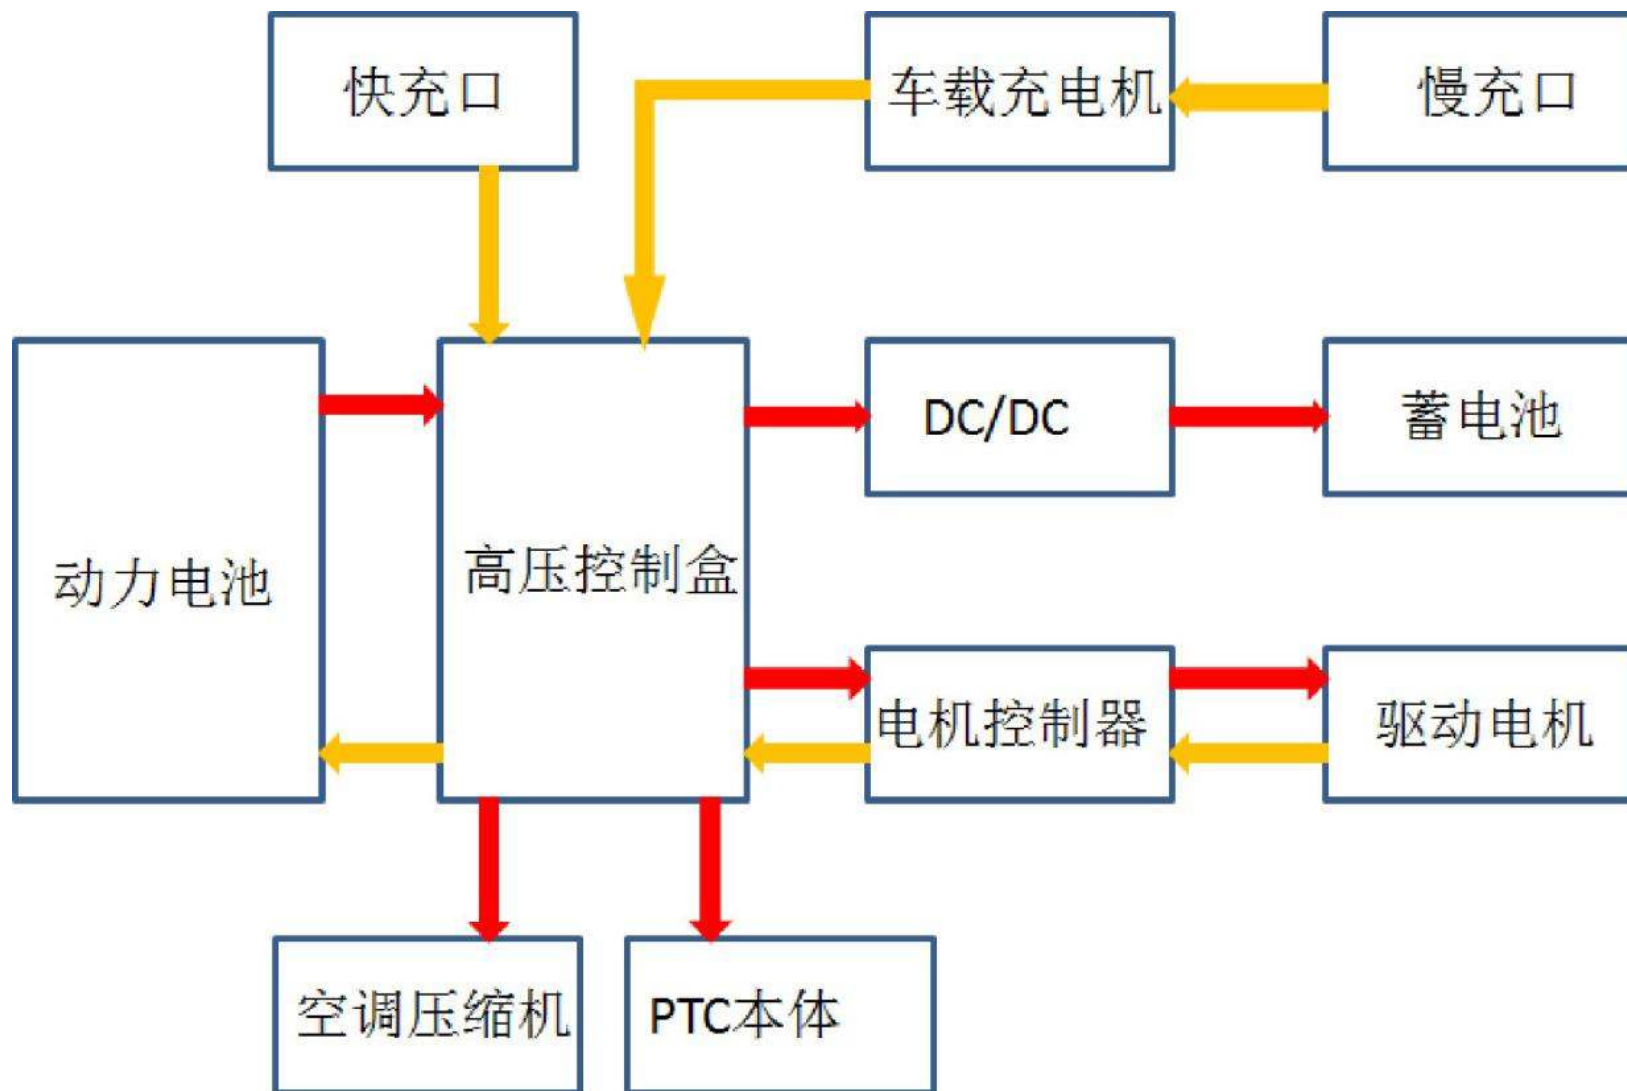 快充口
车载充电机
慢充口
动力电池
高压控制盒
DC/DC
蓄电池
电机控制器
驱动电机
空调压缩机
PTC本体